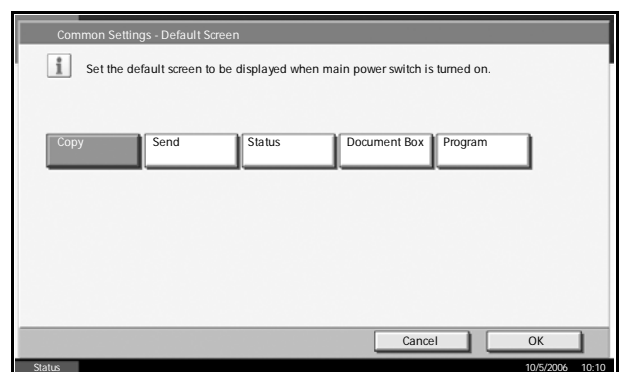 Common Settings - Default Screen
Set the default screen to be displayed when main power switch is turned on.
Copy Send Status Document Box Program
Cancel OK
Status 10/5/2006 10:10